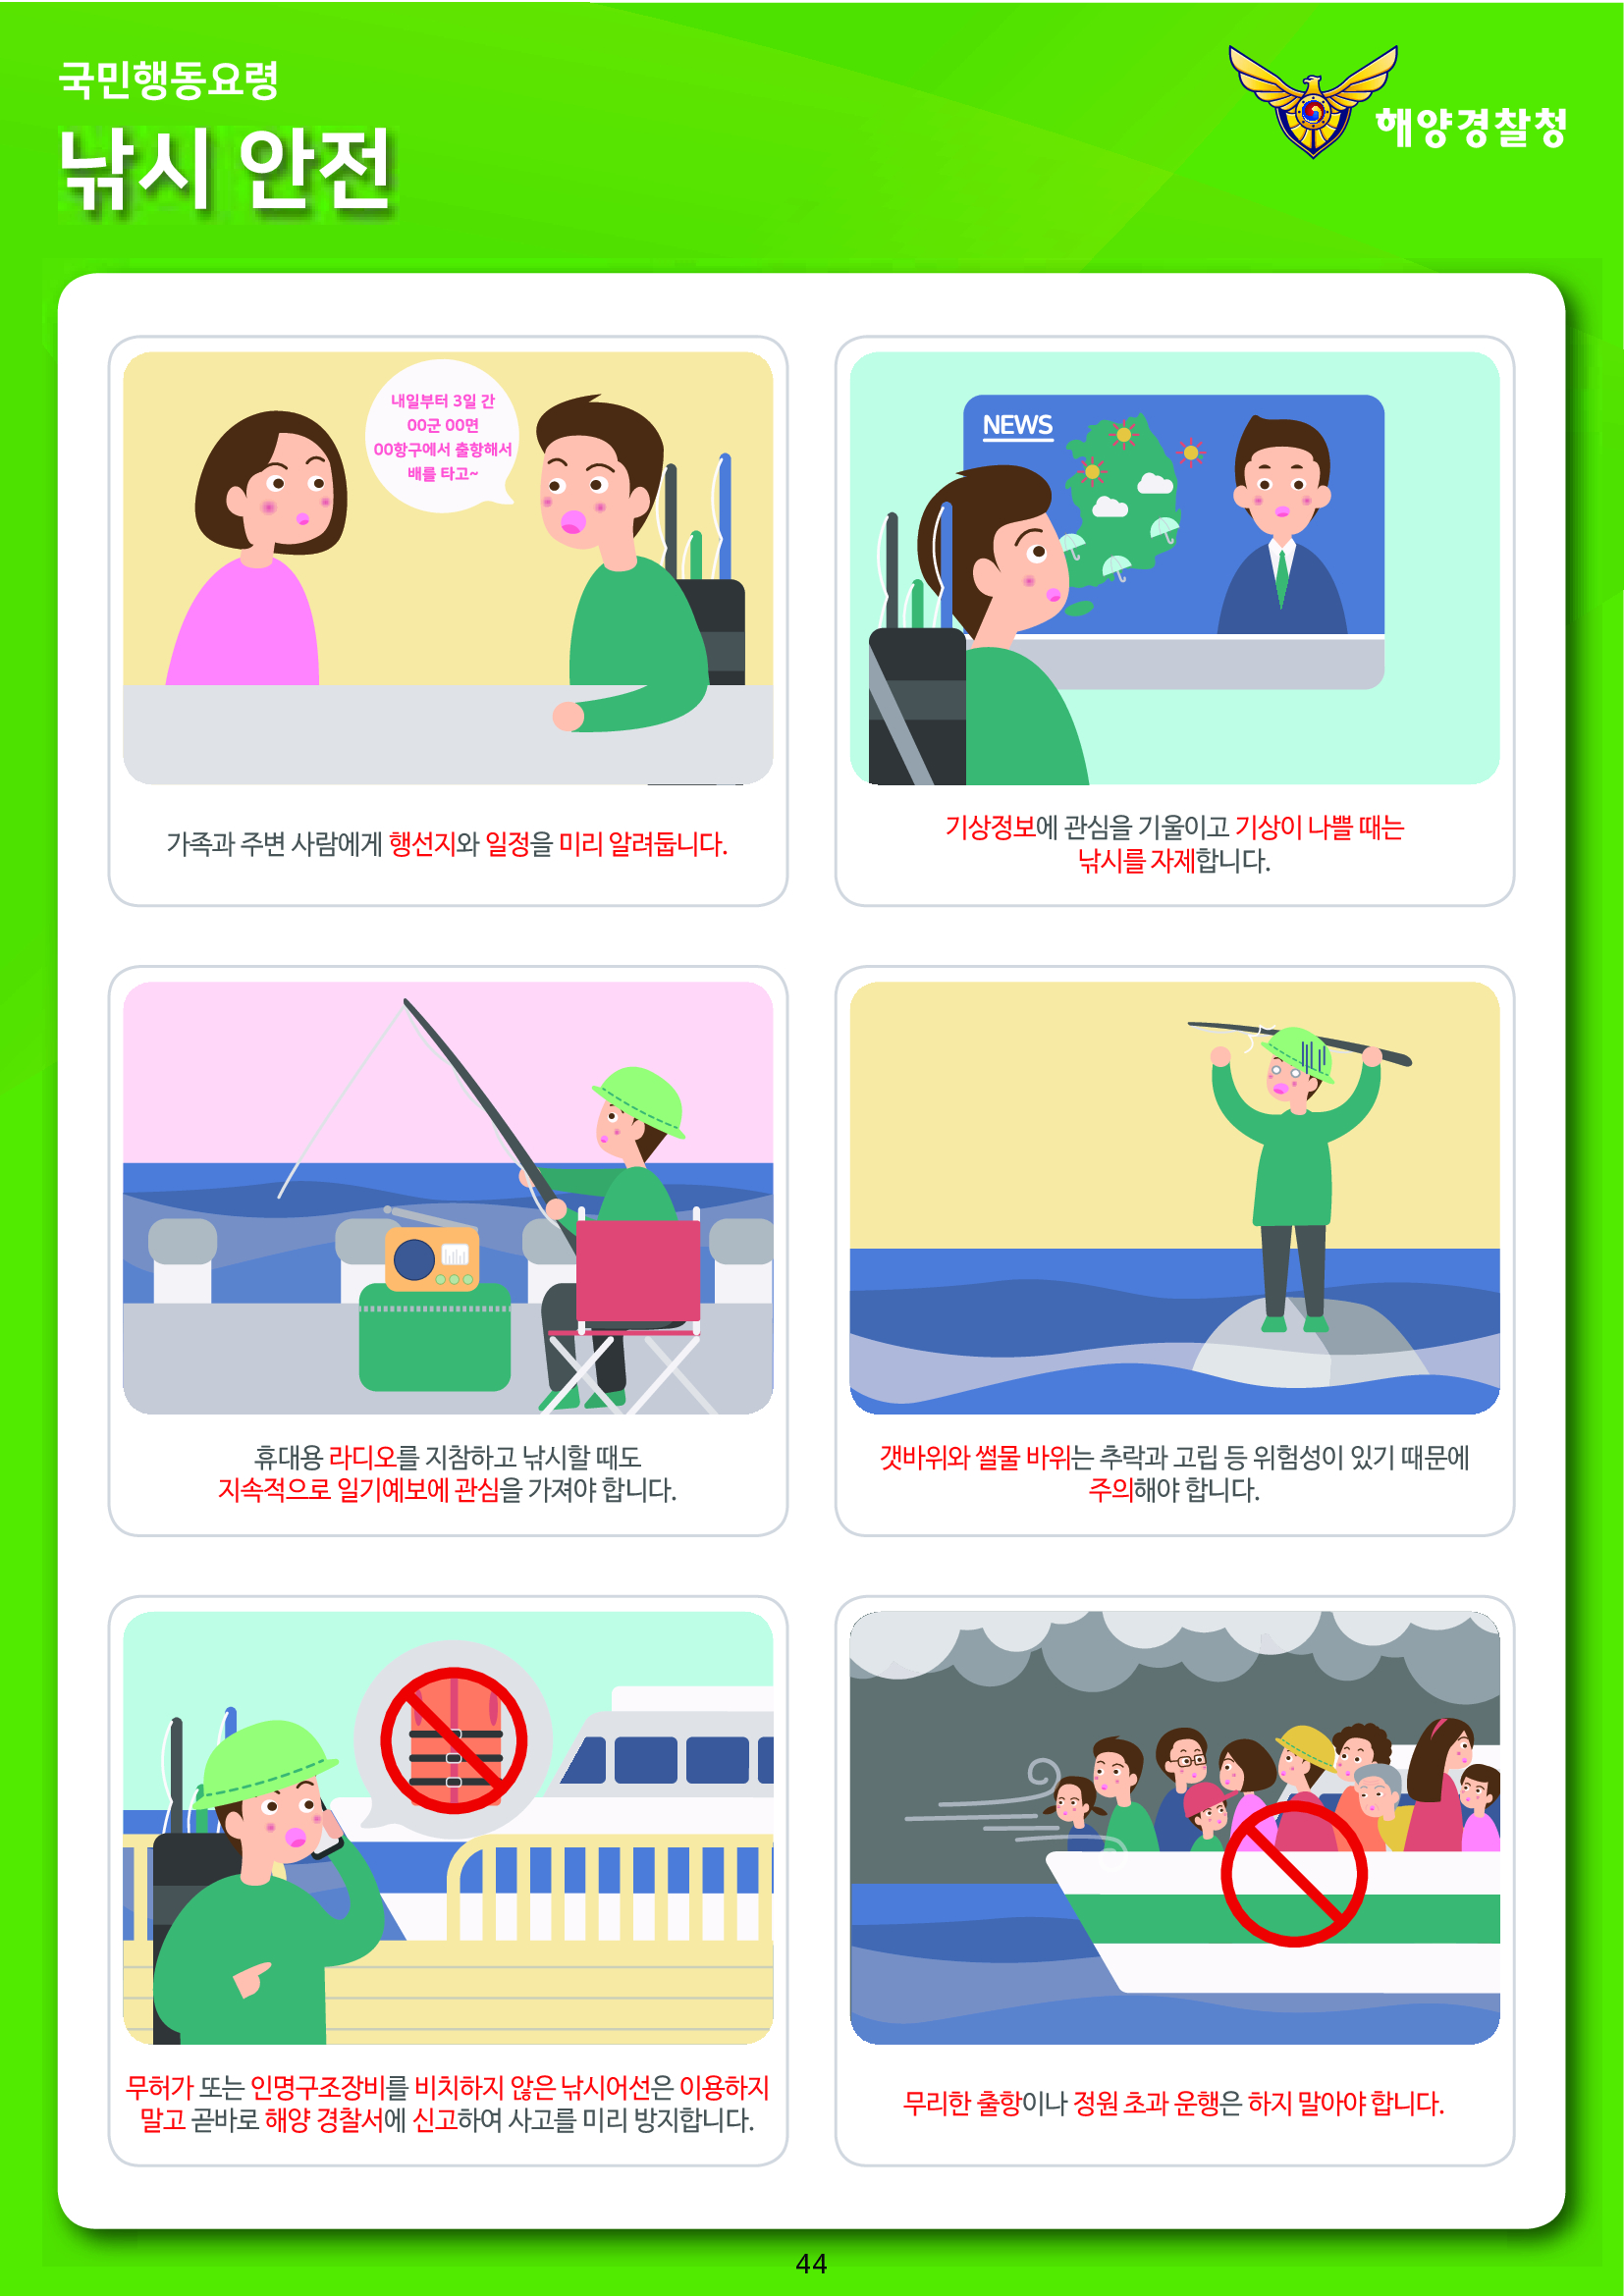 국민행동요령
낚시 안전
해양경찰청
내일부터 3일 간
00군 00면
00항구에서 출항해서
배를 타고~
가족과 주변 사람에게 행선지와 일정을 미리 알려둡니다.
NEWS
기상정보에 관심을 기울이고 기상이 나쁠 때는
낚시를 자제합니다.
휴대용 라디오를 지참하고 낚시할 때도
지속적으로 일기예보에 관심을 가져야 합니다.
갯바위와 썰물 바위는 추락과 고립 등 위험성이 있기 때문에
주의해야 합니다.
무허가 또는 인명구조장비를 비치하지 않은 낚시어선은 이용하지
말고 곧바로 해양 경찰서에 신고하여 사고를 미리 방지합니다.
무리한 출항이나 정원 초과 운행은 하지 말아야 합니다.
44